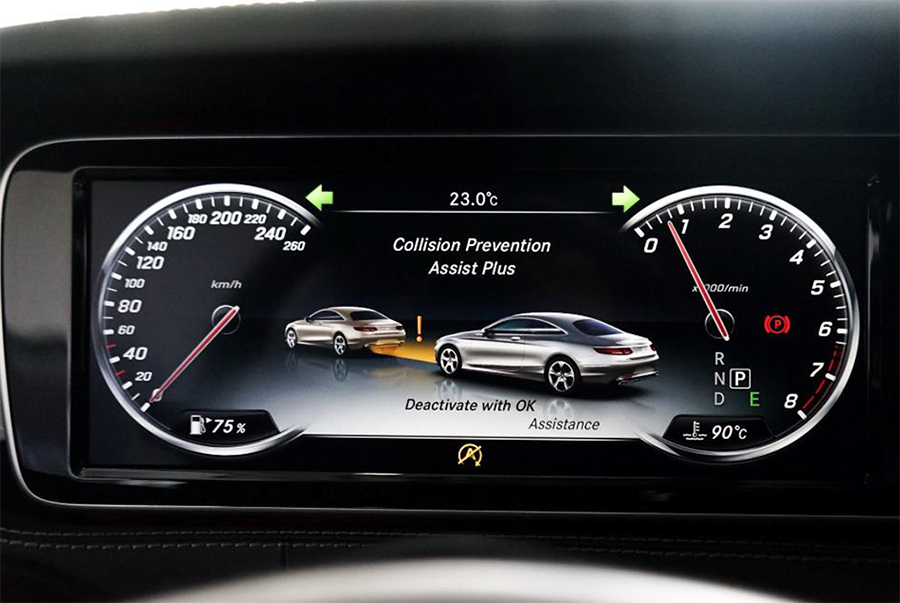 23.0°C
Collision Prevention
Assist Plus
Deactivate with OK
Assistance
km/h
20
40
60
80
100
120
140
160
180
200
220
240
260
75%
x1000/min
0
1
2
3
4
5
6
7
8
P
R
N P
D E
90°C
A